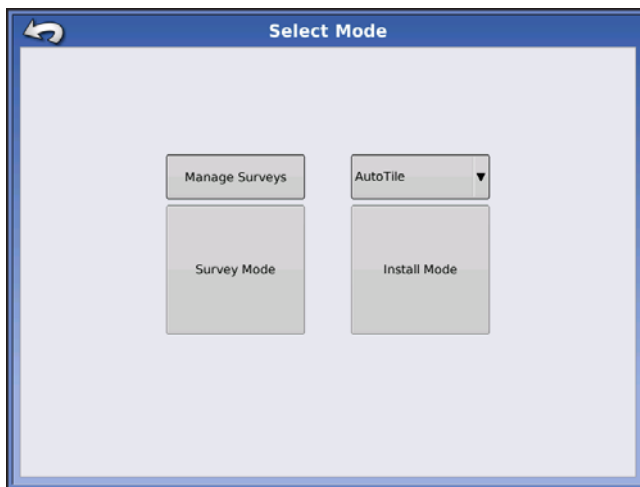 Select Mode
Manage Surveys
AutoTile
Survey Mode
Install Mode